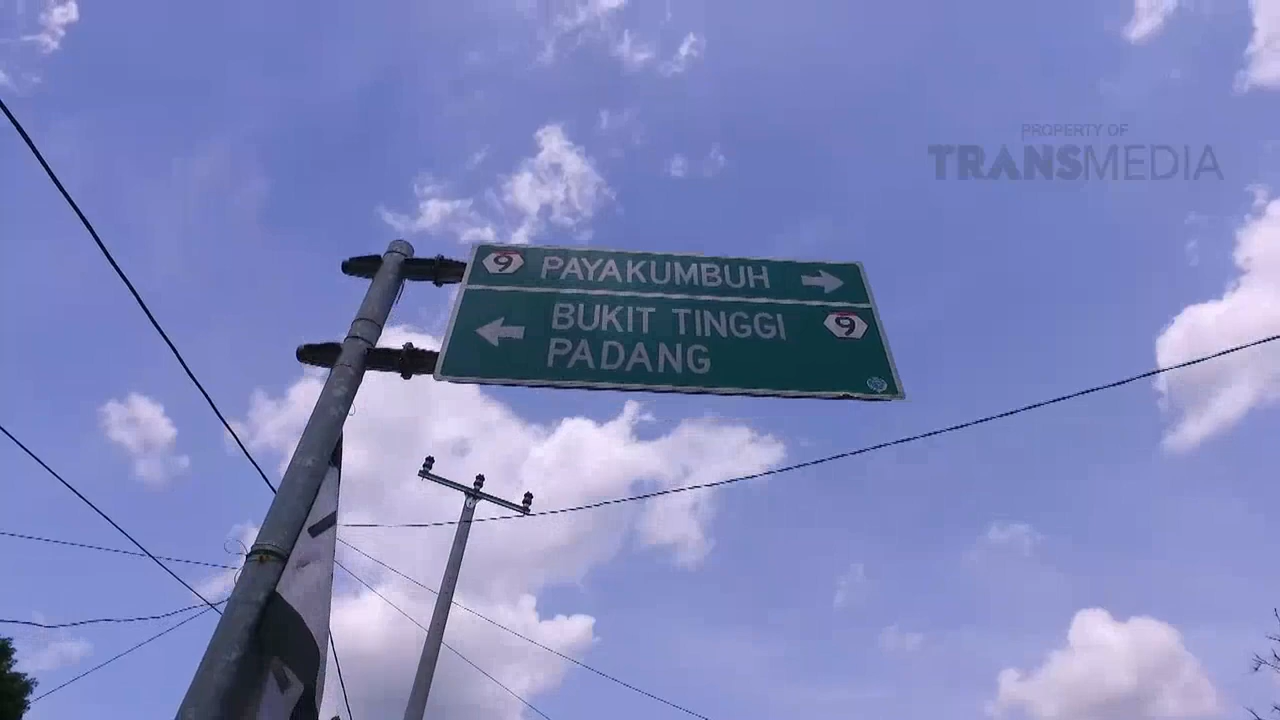 PROPERTY OF
TRANSMEDIA
9 PAYAKUMBUH
BUKIT TINGGI 9
PADANG